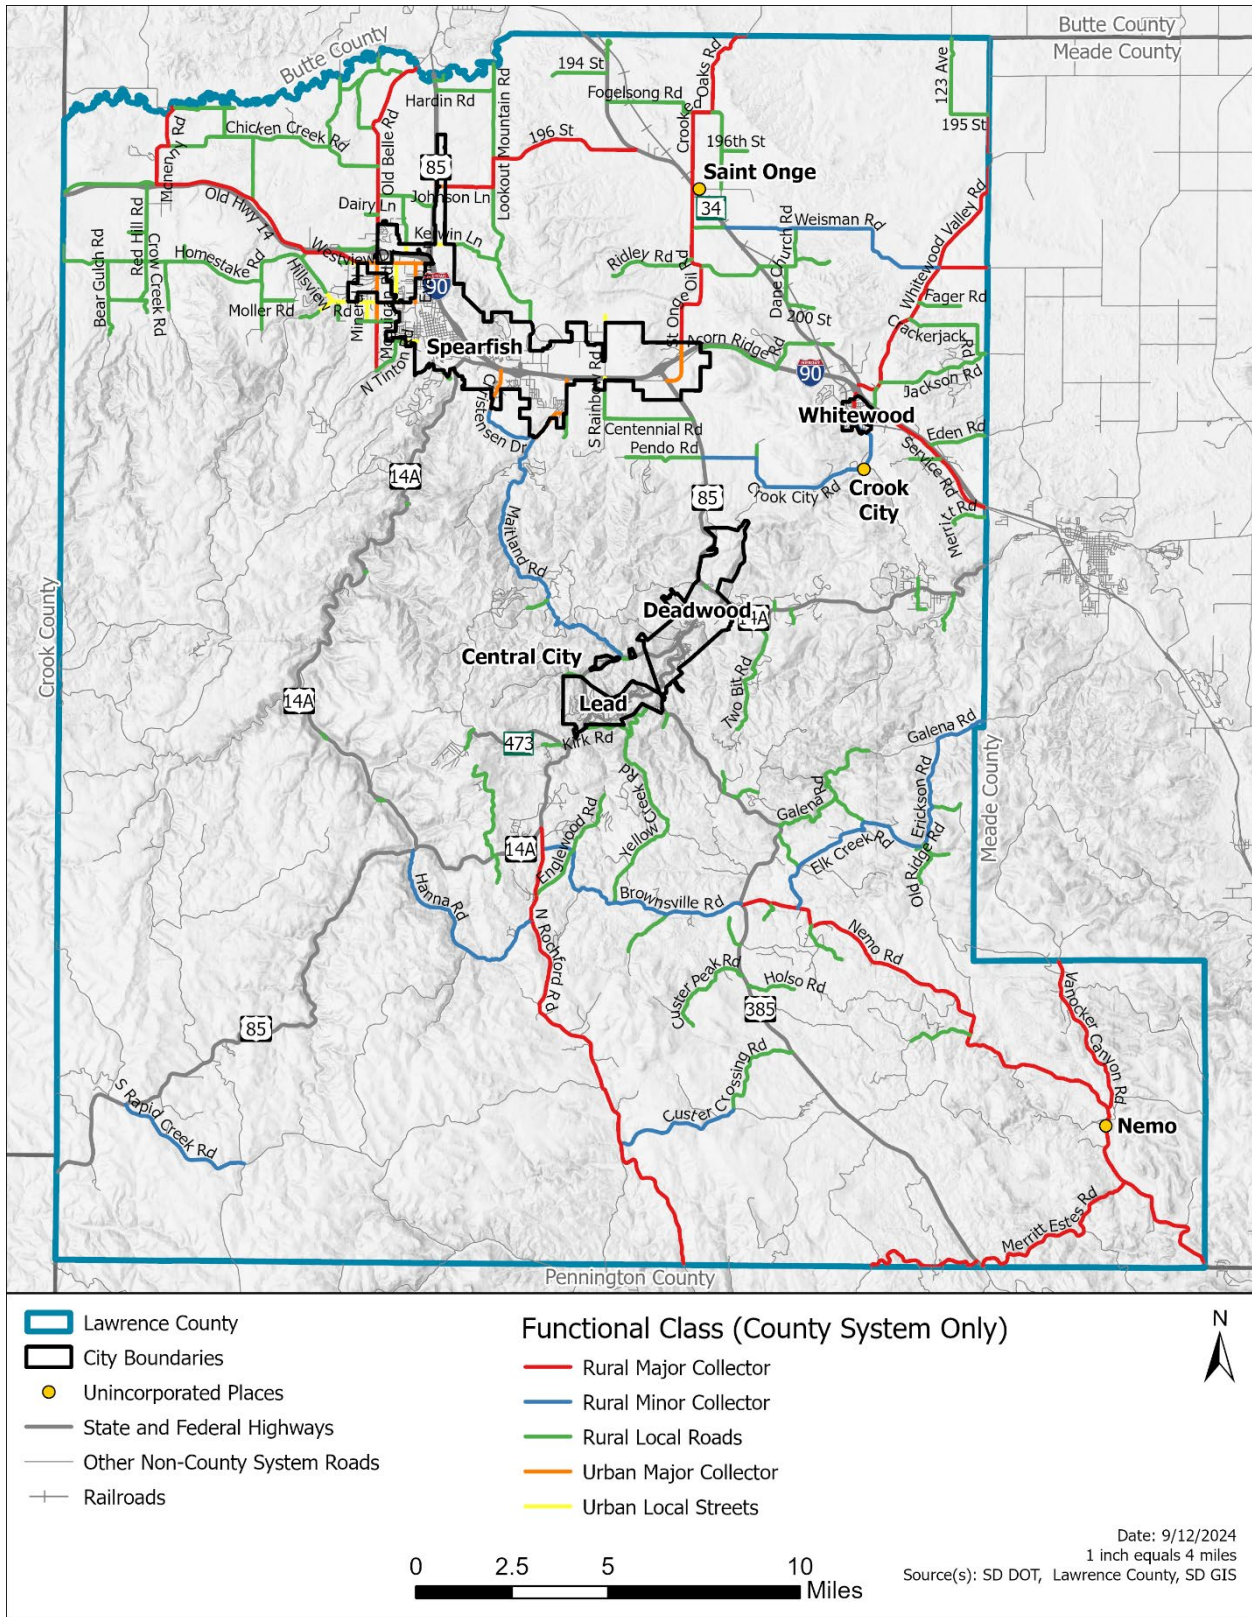 Butte County
Butte County
Meade County
194 St
Oaks Rd
123 Ave
Hardin Rd
Fogelsong Rd
Lookout Mountain Rd
Mcnenny Rd
Chicken Creek Rd
Old Belle Rd
196 St
Crooked
196th St
195 St
85
Saint Onge
Johnson Ln
34
Old Hwy 14
Dairy Ln
Weisman Rd
Whitewood Valley Rd
Red Hill Rd
Kerwin Ln
Dane Church Rd
Bear Gulch Rd
Crow Creek Rd
Homestake Rd
Westview Dr
Ridley Rd
St Onge Oil Rd
Hillsview Rd
90
Fager Rd
Moller Rd
200 St
Crackerjack Rd
Spearfish
Acorn Ridge Rd
N Tinton Rd
90
Jackson Rd
Christensen Dr
S Rainbow Rd
Whitewood
Centennial Rd
Eden Rd
Pendo Rd
Service Rd
14A
Crook City Rd
Crook
City
85
Merritt Rd
Maitland Rd
Crook County
Deadwood
14A
Central City
14A
Lead
Two Bit Rd
Galena Rd
473
Kirk Rd
Meade County
Yellow Creek Rd
Galena Rd
Erickson Rd
Englewood Rd
14A
Elk Creek Rd
Old Ridge Rd
Hanna Rd
Brownsville Rd
N Rochford Rd
Nemo Rd
Custer Peak Rd
Holso Rd
Vanocker Canyon Rd
385
85
Custer Crossing Rd
S Rapid Creek Rd
Nemo
Merritt Estes Rd
Pennington County
Lawrence County
City Boundaries
Unincorporated Places
State and Federal Highways
Other Non-County System Roads
Railroads
Functional Class (County System Only)
Rural Major Collector
Rural Minor Collector
Rural Local Roads
Urban Major Collector
Urban Local Streets
N
0 2.5 5 10
Miles
Date: 9/12/2024
1 inch equals 4 miles
Source(s): SD DOT, Lawrence County, SD GIS